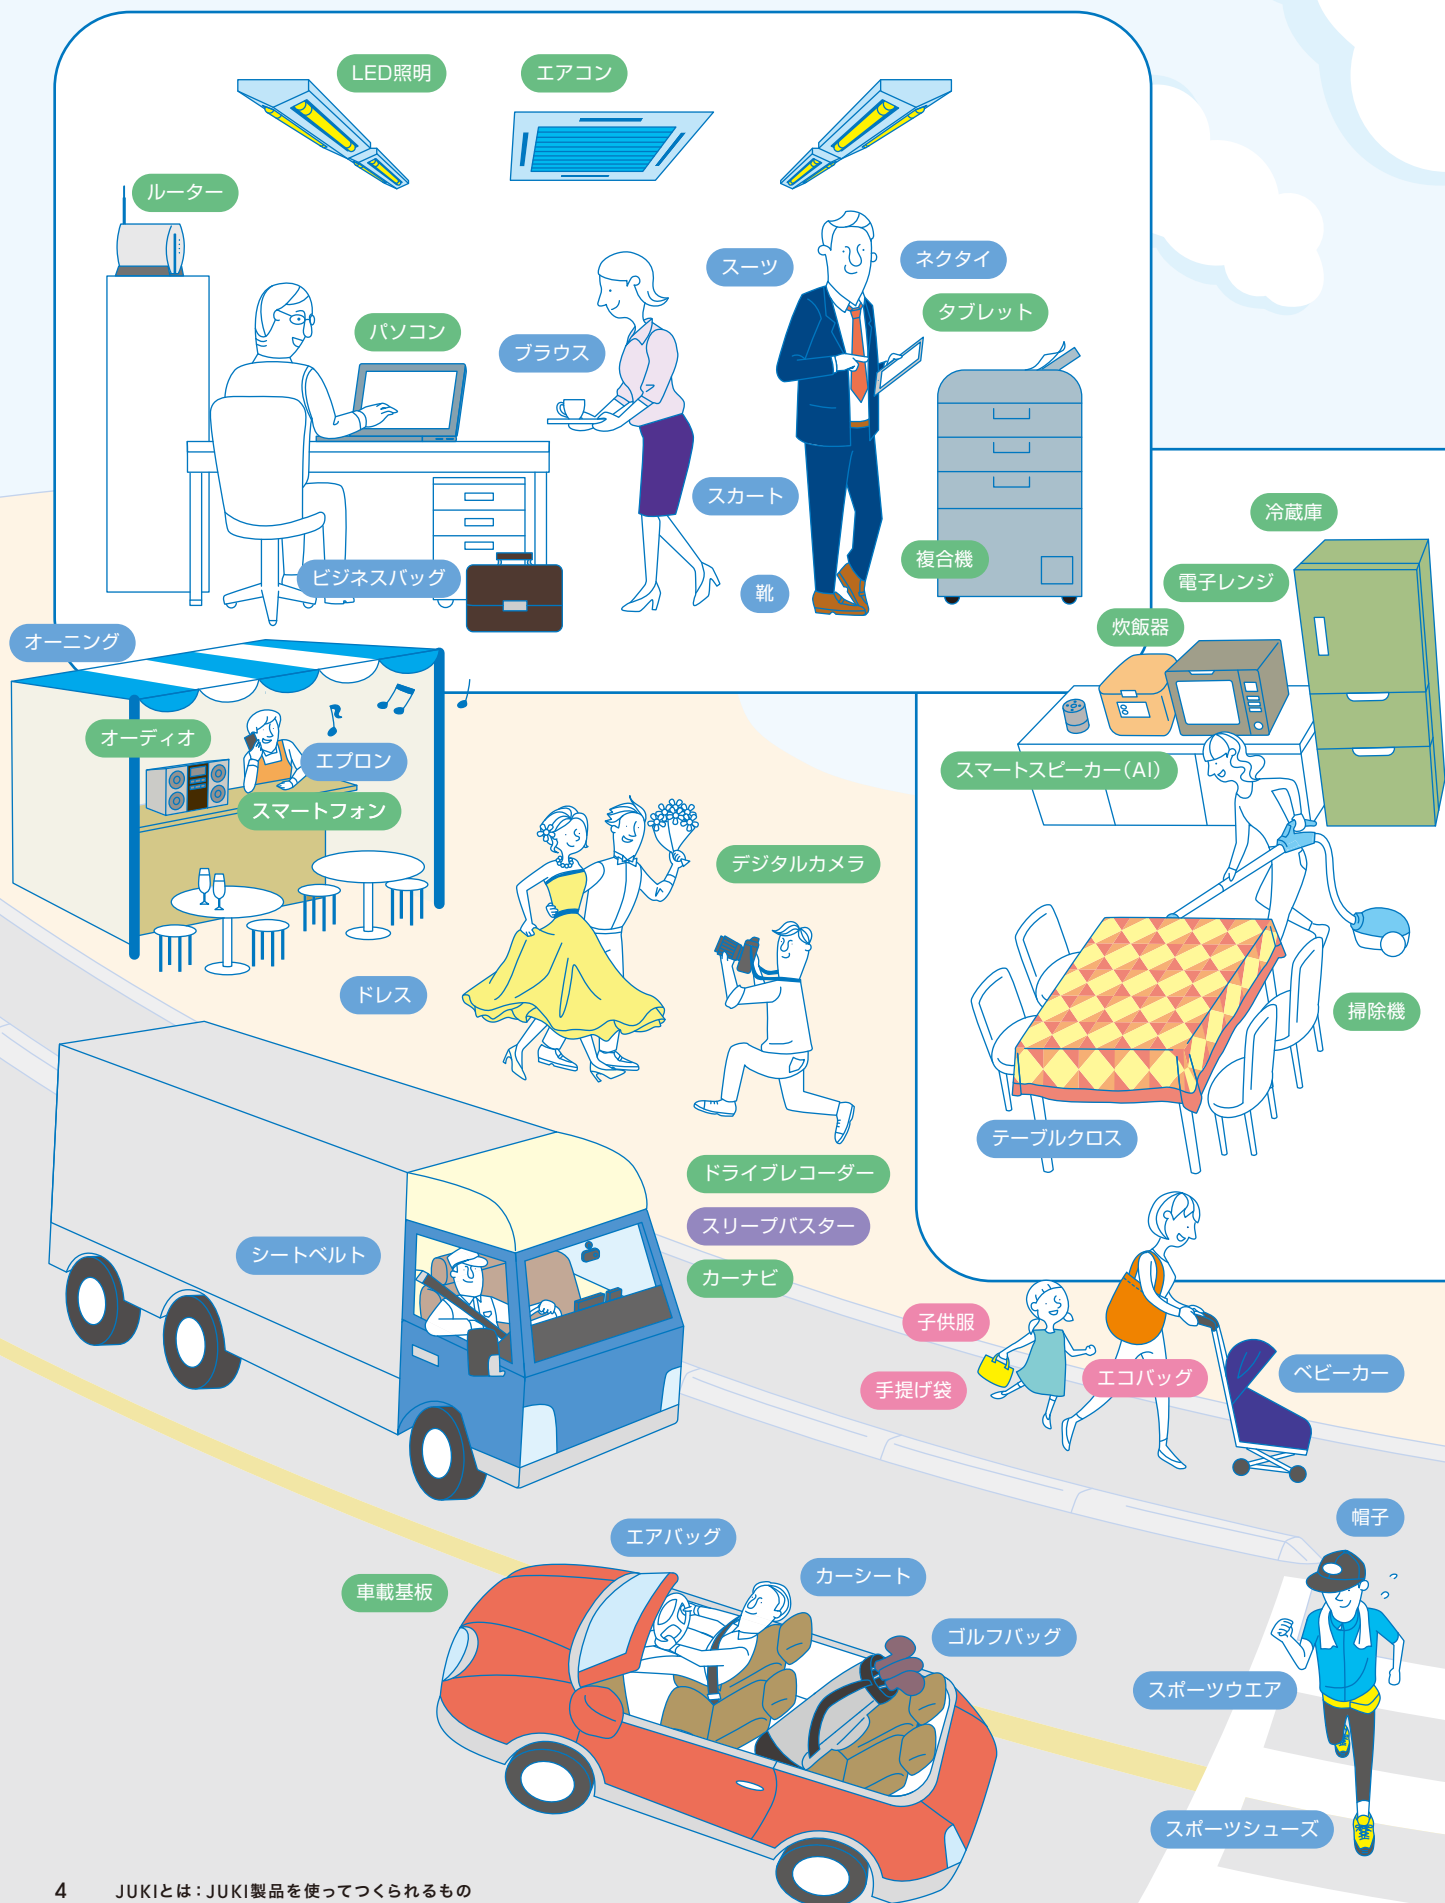 LED照明
エアコン
ルーター
スーツ
ネクタイ
タブレット
パソコン
ブラウス
スカート
冷蔵庫
複合機
ビジネスバッグ
靴
電子レンジ
炊飯器
オーニング
オーディオ
エプロン
スマートスピーカー(AI)
スマートフォン
デジタルカメラ
ドレス
掃除機
テーブルクロス
ドライブレコーダー
スリープバスター
シートベルト
カーナビ
子供服
エコバッグ
ベビーカー
手提げ袋
帽子
エアバッグ
カーシート
車載基板
ゴルフバッグ
スポーツウエア
スポーツシューズ
4 JUKIとは：JUKI製品を使ってつくられるもの